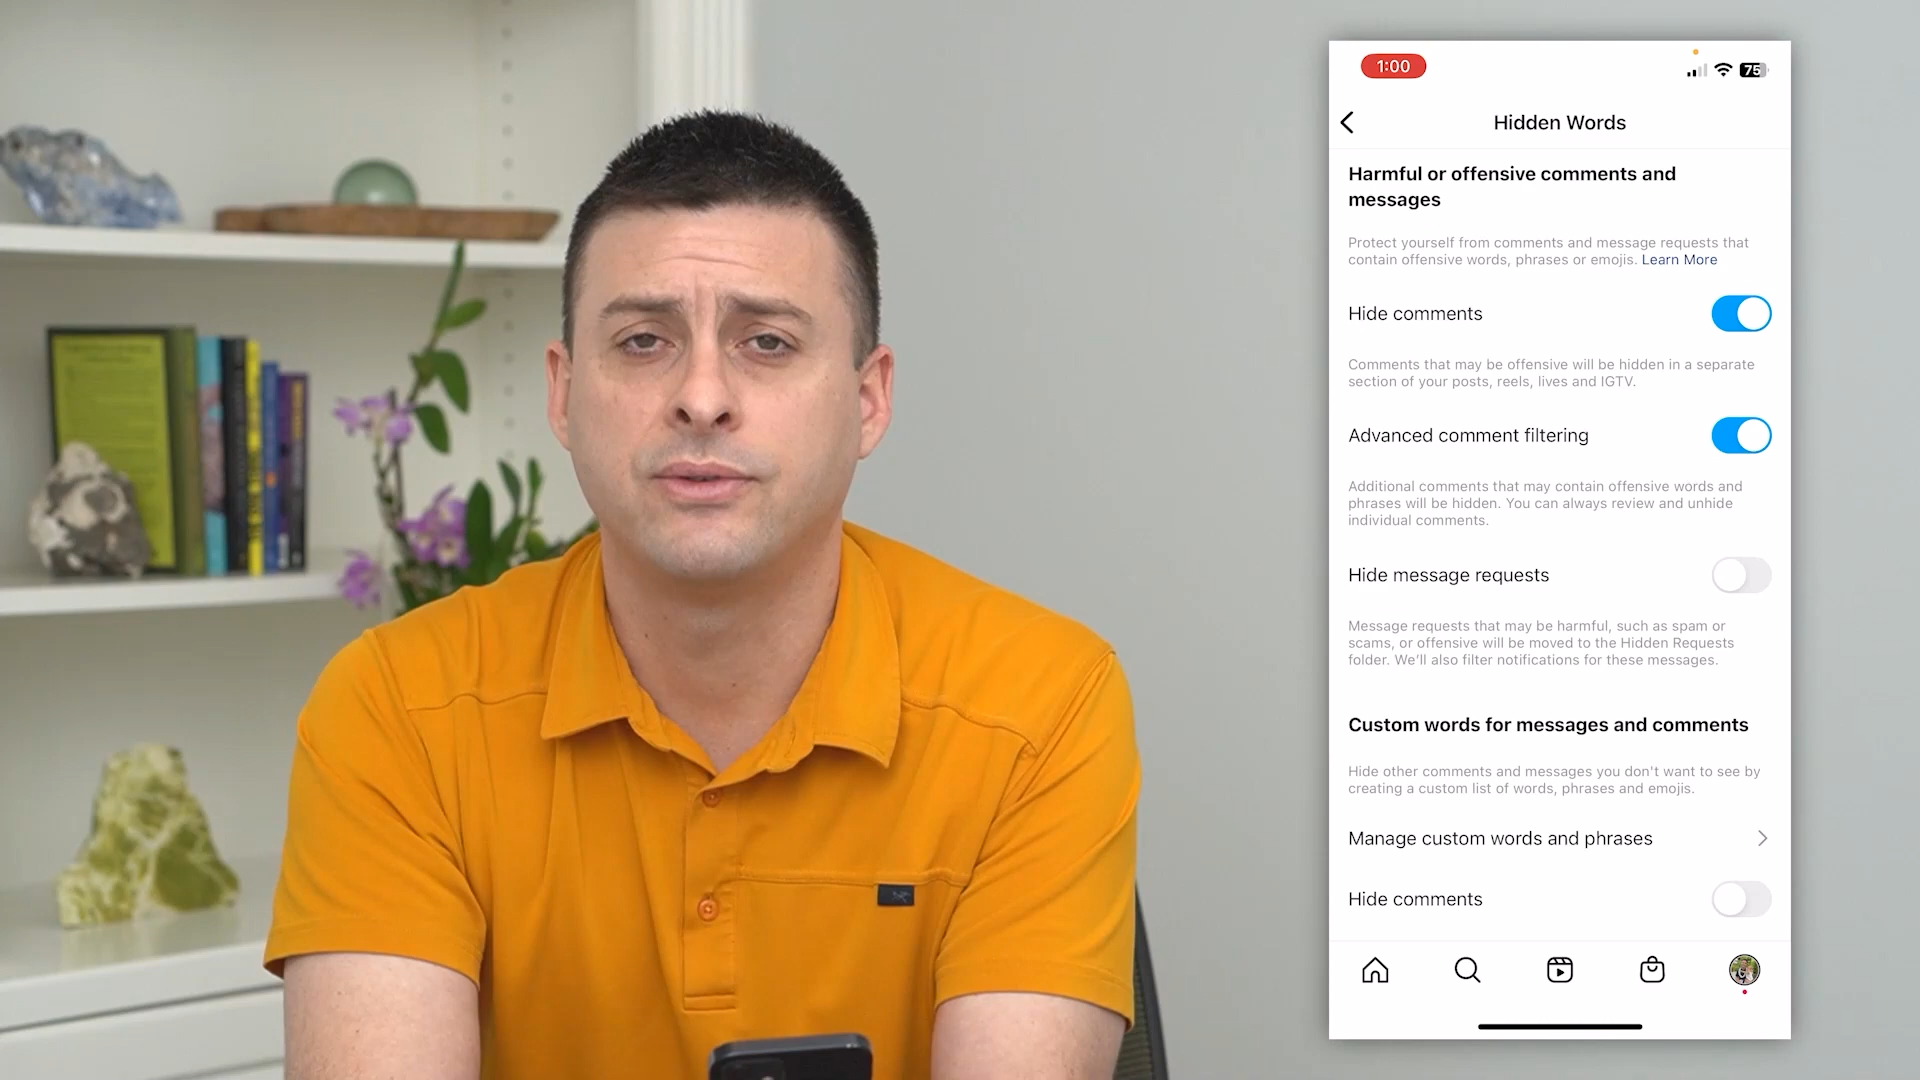 1:00
75
Hidden Words
Harmful or offensive comments and
messages
Protect yourself from comments and message requests that
contain offensive words, phrases or emojis. Learn More
Hide comments
Comments that may be offensive will be hidden in a separate
section of your posts, reels, lives and IGTV.
Advanced comment filtering
Additional comments that may contain offensive words and
phrases will be hidden. You can always review and unhide
individual comments.
Hide message requests
Message requests that may be harmful, such as spam or
scams, or offensive will be moved to the Hidden Requests
folder. We'll also filter notifications for these messages.
Custom words for messages and comments
Hide other comments and messages you don't want to see by
creating a custom list of words, phrases and emojis.
Manage custom words and phrases
Hide comments